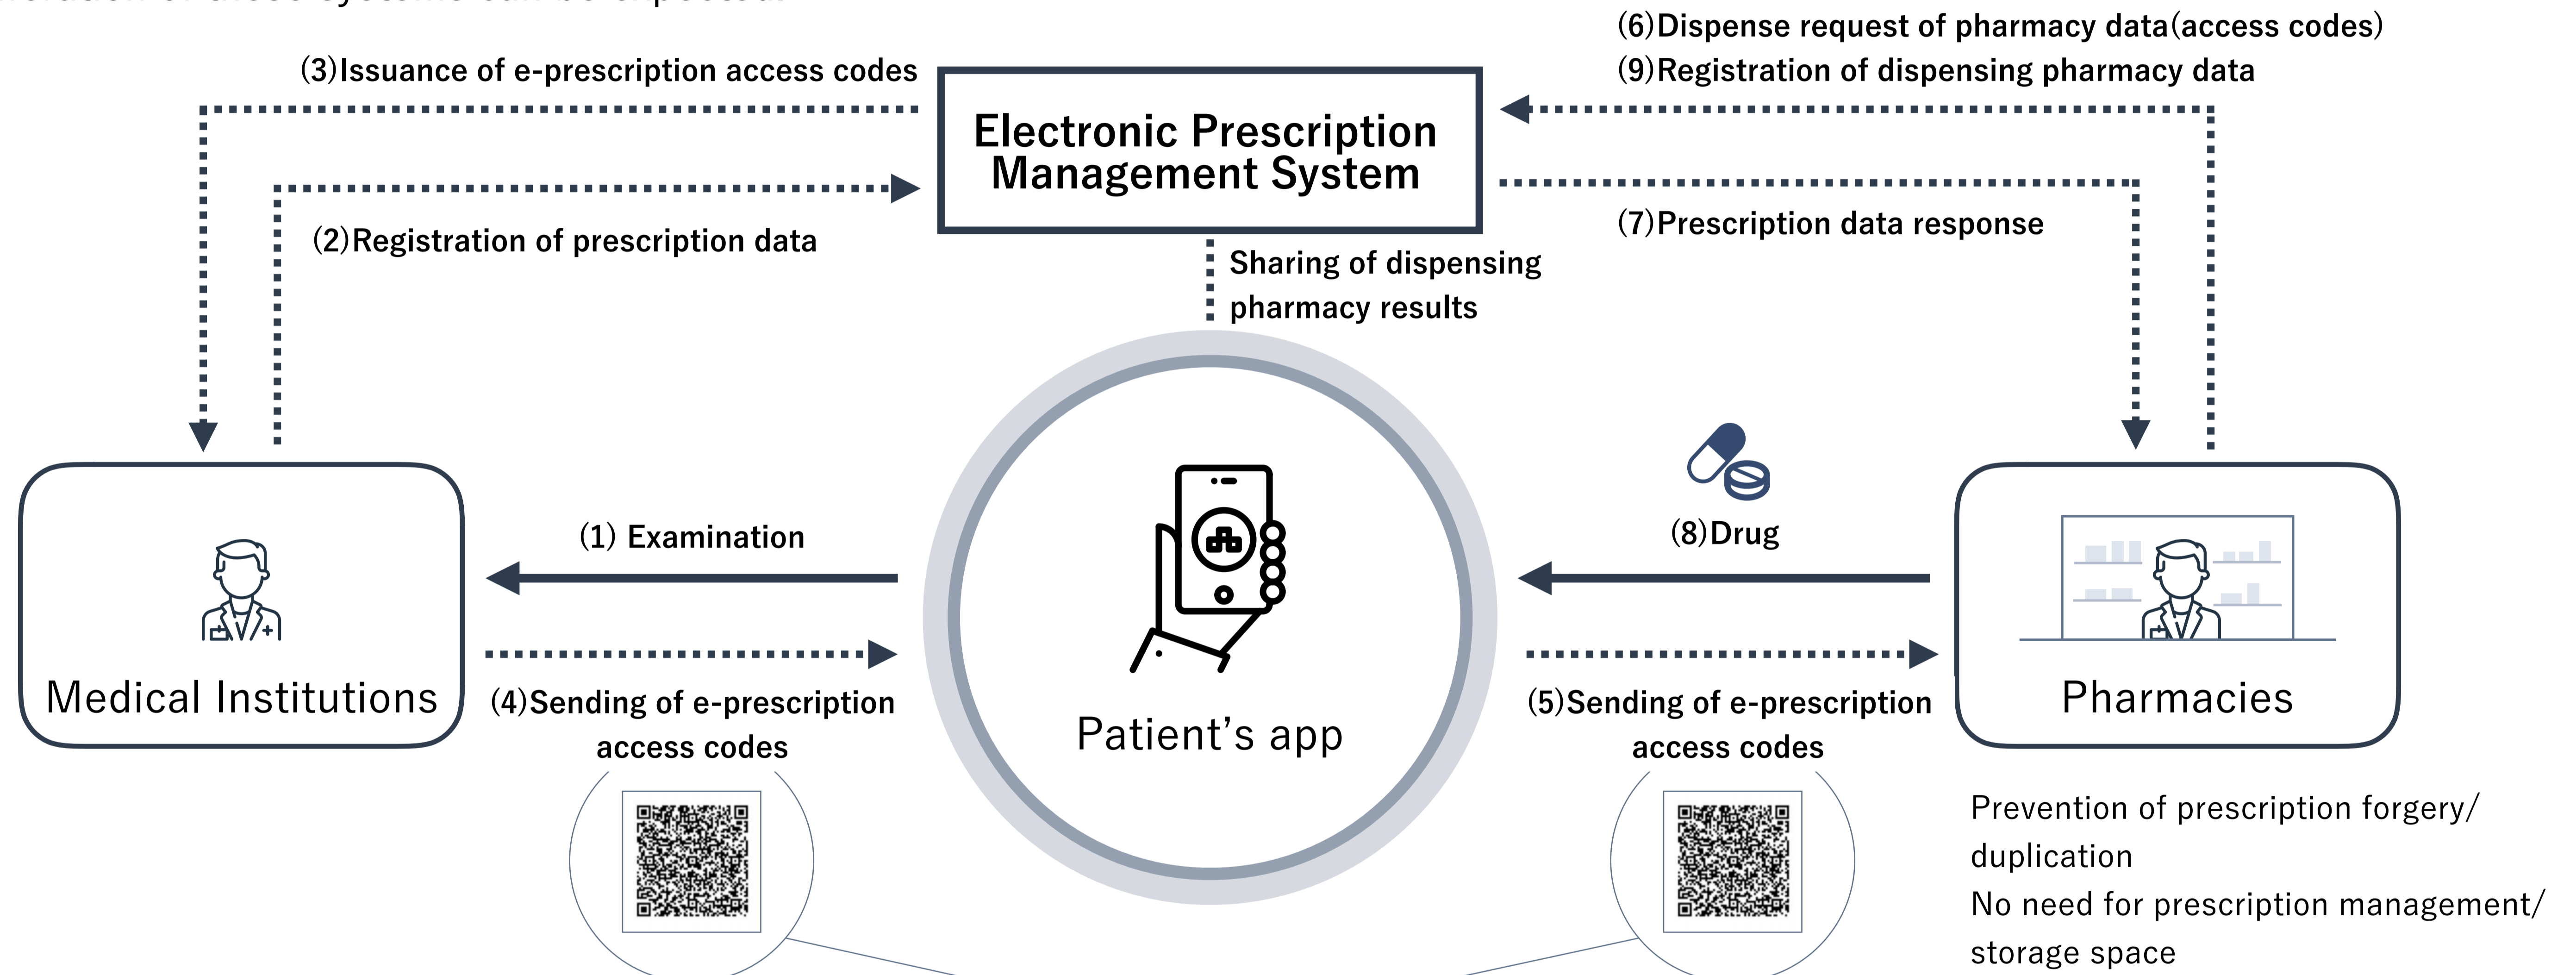 (6)Dispense request of pharmacy data(access codes)
(3)Issuance of e-prescription access codes
(9)Registration of dispensing pharmacy data
Electronic Prescription
Management System
(2)Registration of prescription data
(7)Prescription data response
Sharing of dispensing
pharmacy results
(1) Examination
(8)Drug
Medical Institutions
(4)Sending of e-prescription
access codes
Patient’s app
(5)Sending of e-prescription
access codes
Pharmacies
Prevention of prescription forgery/
duplication
No need for prescription management/
storage space